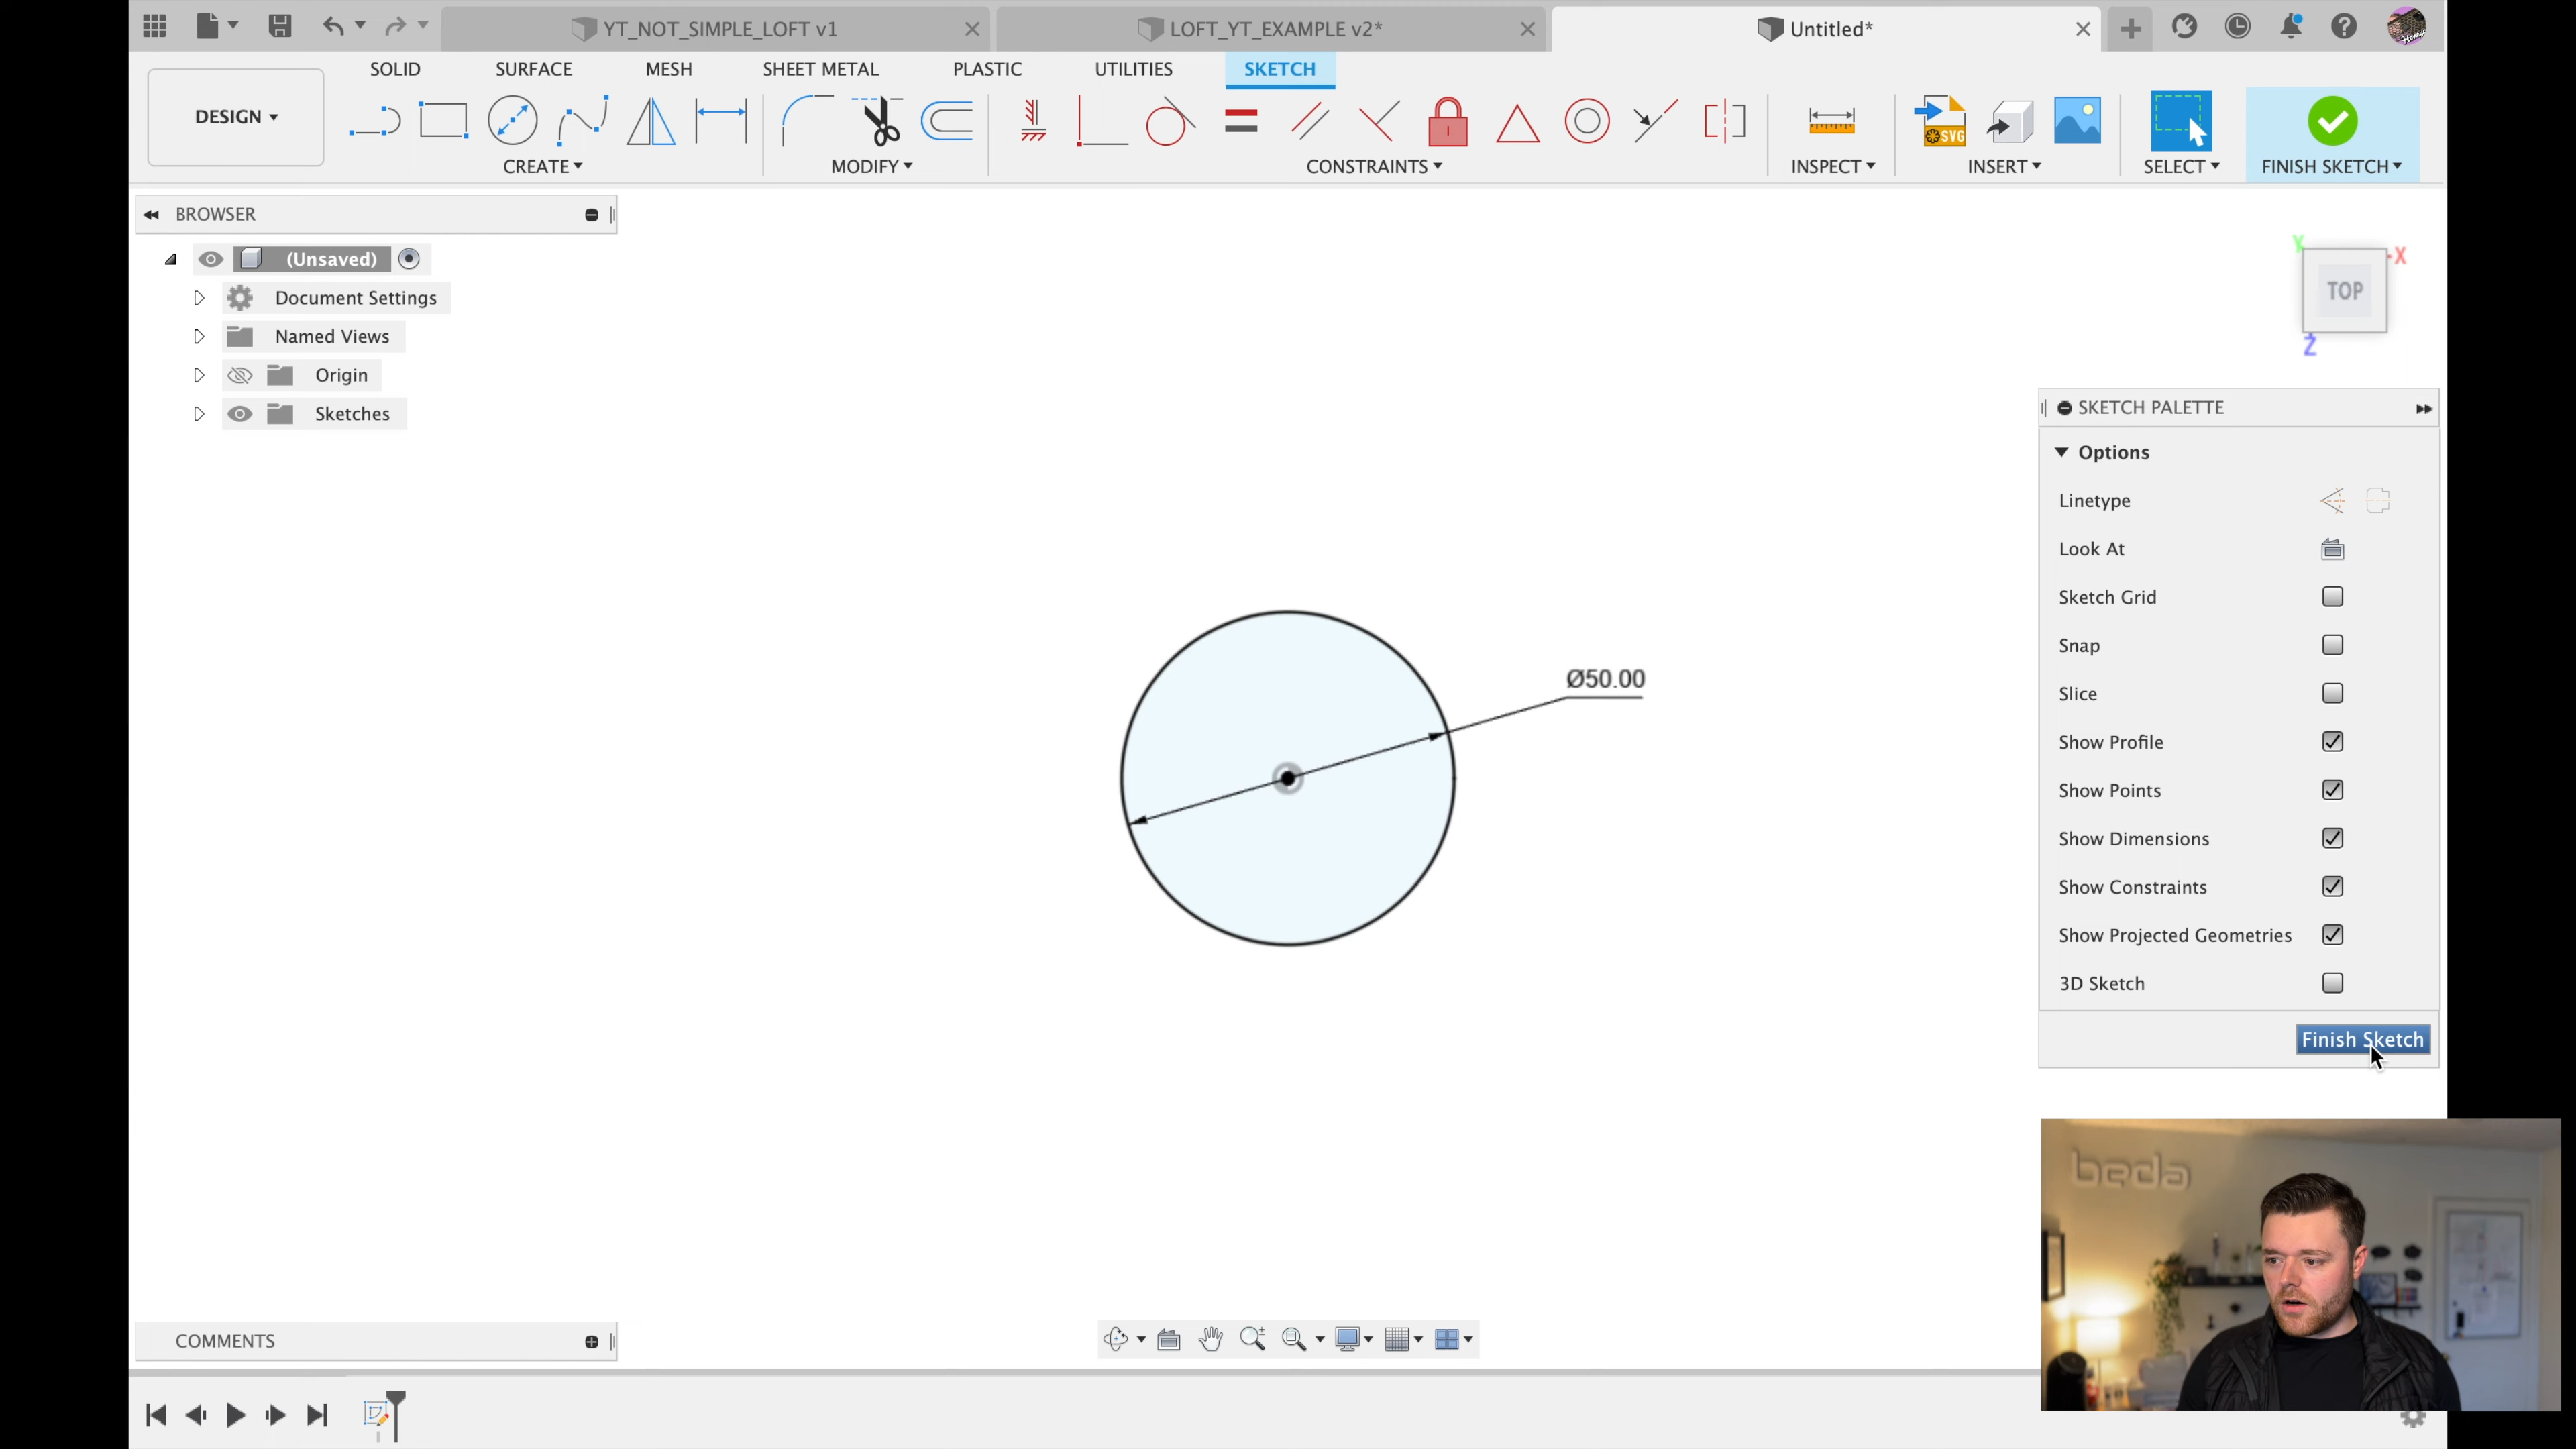 YT_NOT_SIMPLE_LOFT v1
LOFT_YT_EXAMPLE v2*
Untitled*
DESIGN
SOLID
SURFACE
MESH
SHEET METAL
PLASTIC
UTILITIES
SKETCH
CREATE
MODIFY
CONSTRAINTS
INSPECT
SVG
INSERT
SELECT
FINISH SKETCH
BROWSER
(Unsaved)
Document Settings
Named Views
Origin
Sketches
Y
X
TOP
Z
SKETCH PALETTE
Options
Linetype
Look At
Sketch Grid
Snap
Slice
Show Profile
Show Points
Show Dimensions
Show Constraints
Show Projected Geometries
3D Sketch
Finish Sketch
Ø50.00
beda
COMMENTS